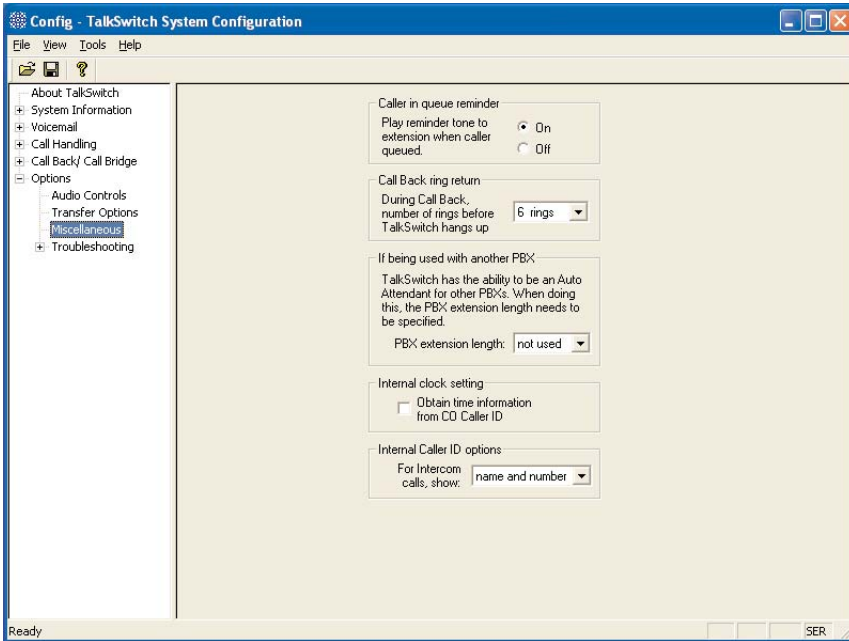 Config - TalkSwitch System Configuration
File View Tools Help
About TalkSwitch
System Information
Voicemail
Call Handling
Call Back/ Call Bridge
Options
Audio Controls
Transfer Options
Miscellaneous
Troubleshooting
Caller in queue reminder
Play reminder tone to
extension when caller
queued.
On
Off
Call Back ring return
During Call Back,
number of rings before
TalkSwitch hangs up
6 rings
If being used with another PBX
TalkSwitch has the ability to be an Auto
Attendant for other PBXs. When doing
this, the PBX extension length needs to
be specified.
PBX extension length: not used
Internal clock setting
Obtain time information
from CO Caller ID
Internal Caller ID options
For Intercom
calls, show:
name and number
Ready
SER